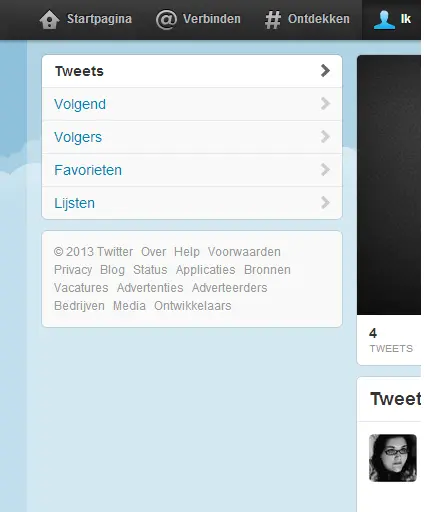 Startpagina @ Verbinden # Ontdekken Ik
Tweets
Volgend
Volgers
Favorieten
Lijsten
© 2013 Twitter Over Help Voorwaarden
Privacy Blog Status Applicaties Bronnen
Vacatures Advertenties Adverteerders
Bedrijven Media Ontwikkelaars
4
TWEETS
Tweet